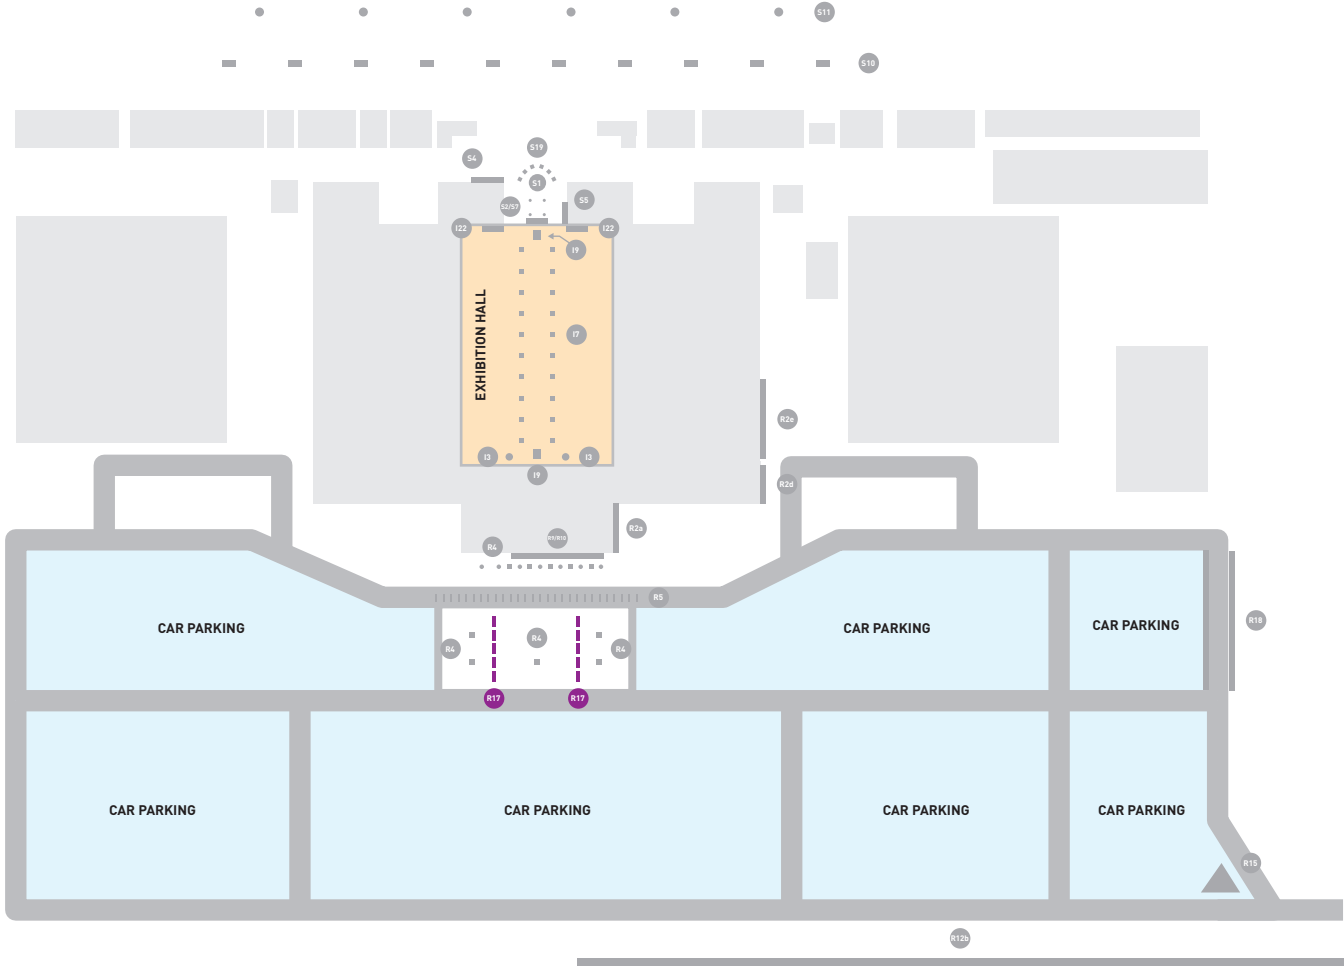 S11
S10
S19
S4
S1
S2/S7
S5
I22
I22
I9
EXHIBITION HALL
I7
R2e
I3
I3
I9
R2d
R2a
R9/R10
R4
R5
CAR PARKING
R4
R4
R4
CAR PARKING
CAR PARKING
R18
R17
R17
CAR PARKING
CAR PARKING
CAR PARKING
CAR PARKING
R15
R12b